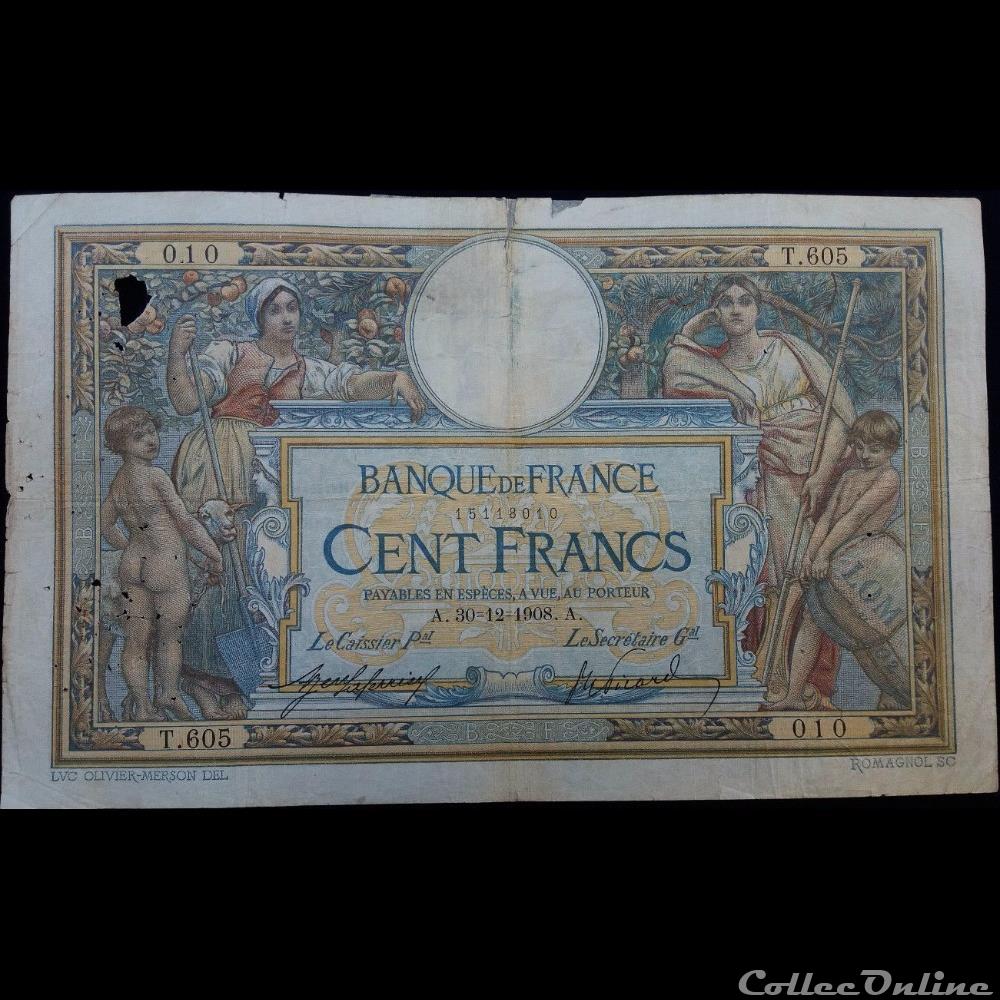 0.10 T.605
BANQUE DE FRANCE
15113010
CENT FRANCS
PAYABLES EN ESPÈCES, A VUE, AU PORTEUR
A. 30=12=1908. A.
Le Caissier Pal Le Secrétaire Gal
T.605 010
LVC OLIVIER-MERSON DEL ROMAGNOL SC
CollecOnline